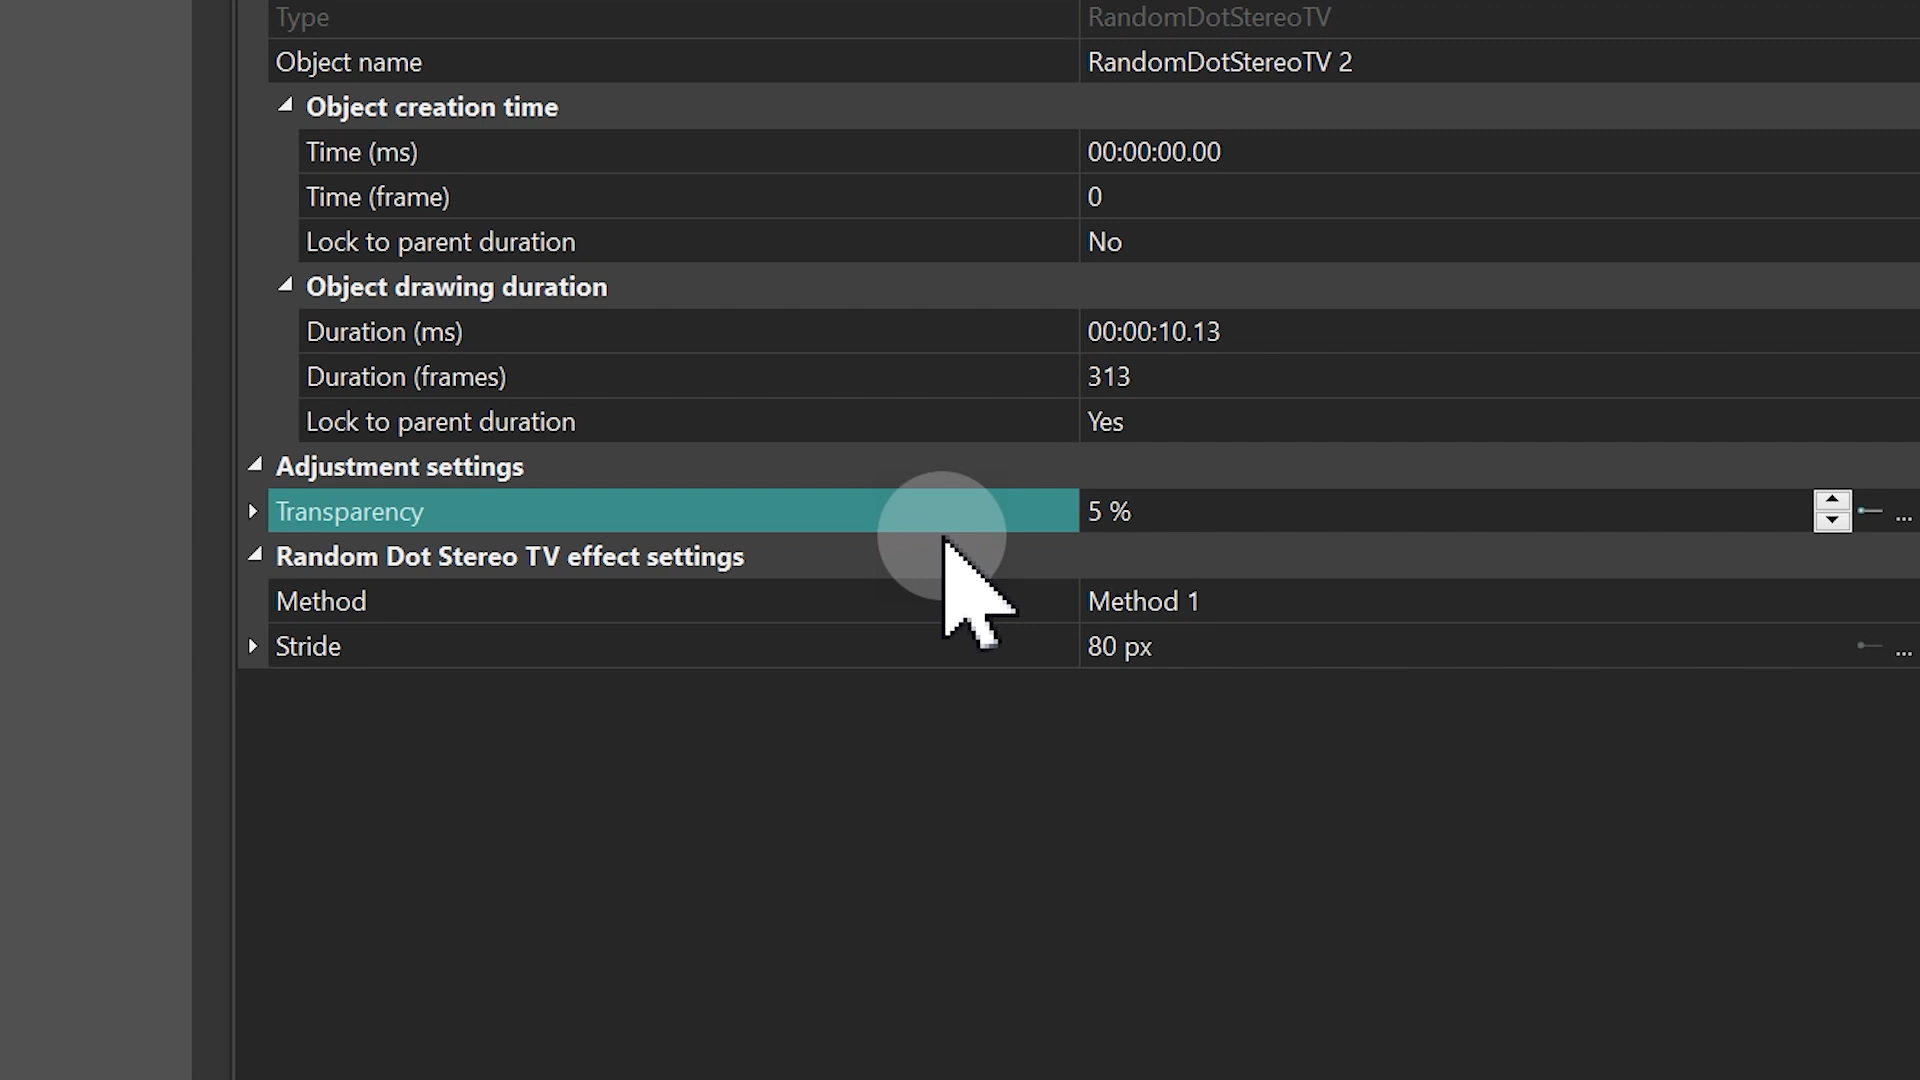 Type RandomDotStereoTV
Object name RandomDotStereoTV 2
Object creation time
Time (ms) 00:00:00.00
Time (frame) 0
Lock to parent duration No
Object drawing duration
Duration (ms) 00:00:10.13
Duration (frames) 313
Lock to parent duration Yes
Adjustment settings
Transparency 5 % ...
Random Dot Stereo TV effect settings
Method Method 1
Stride 80 px ...